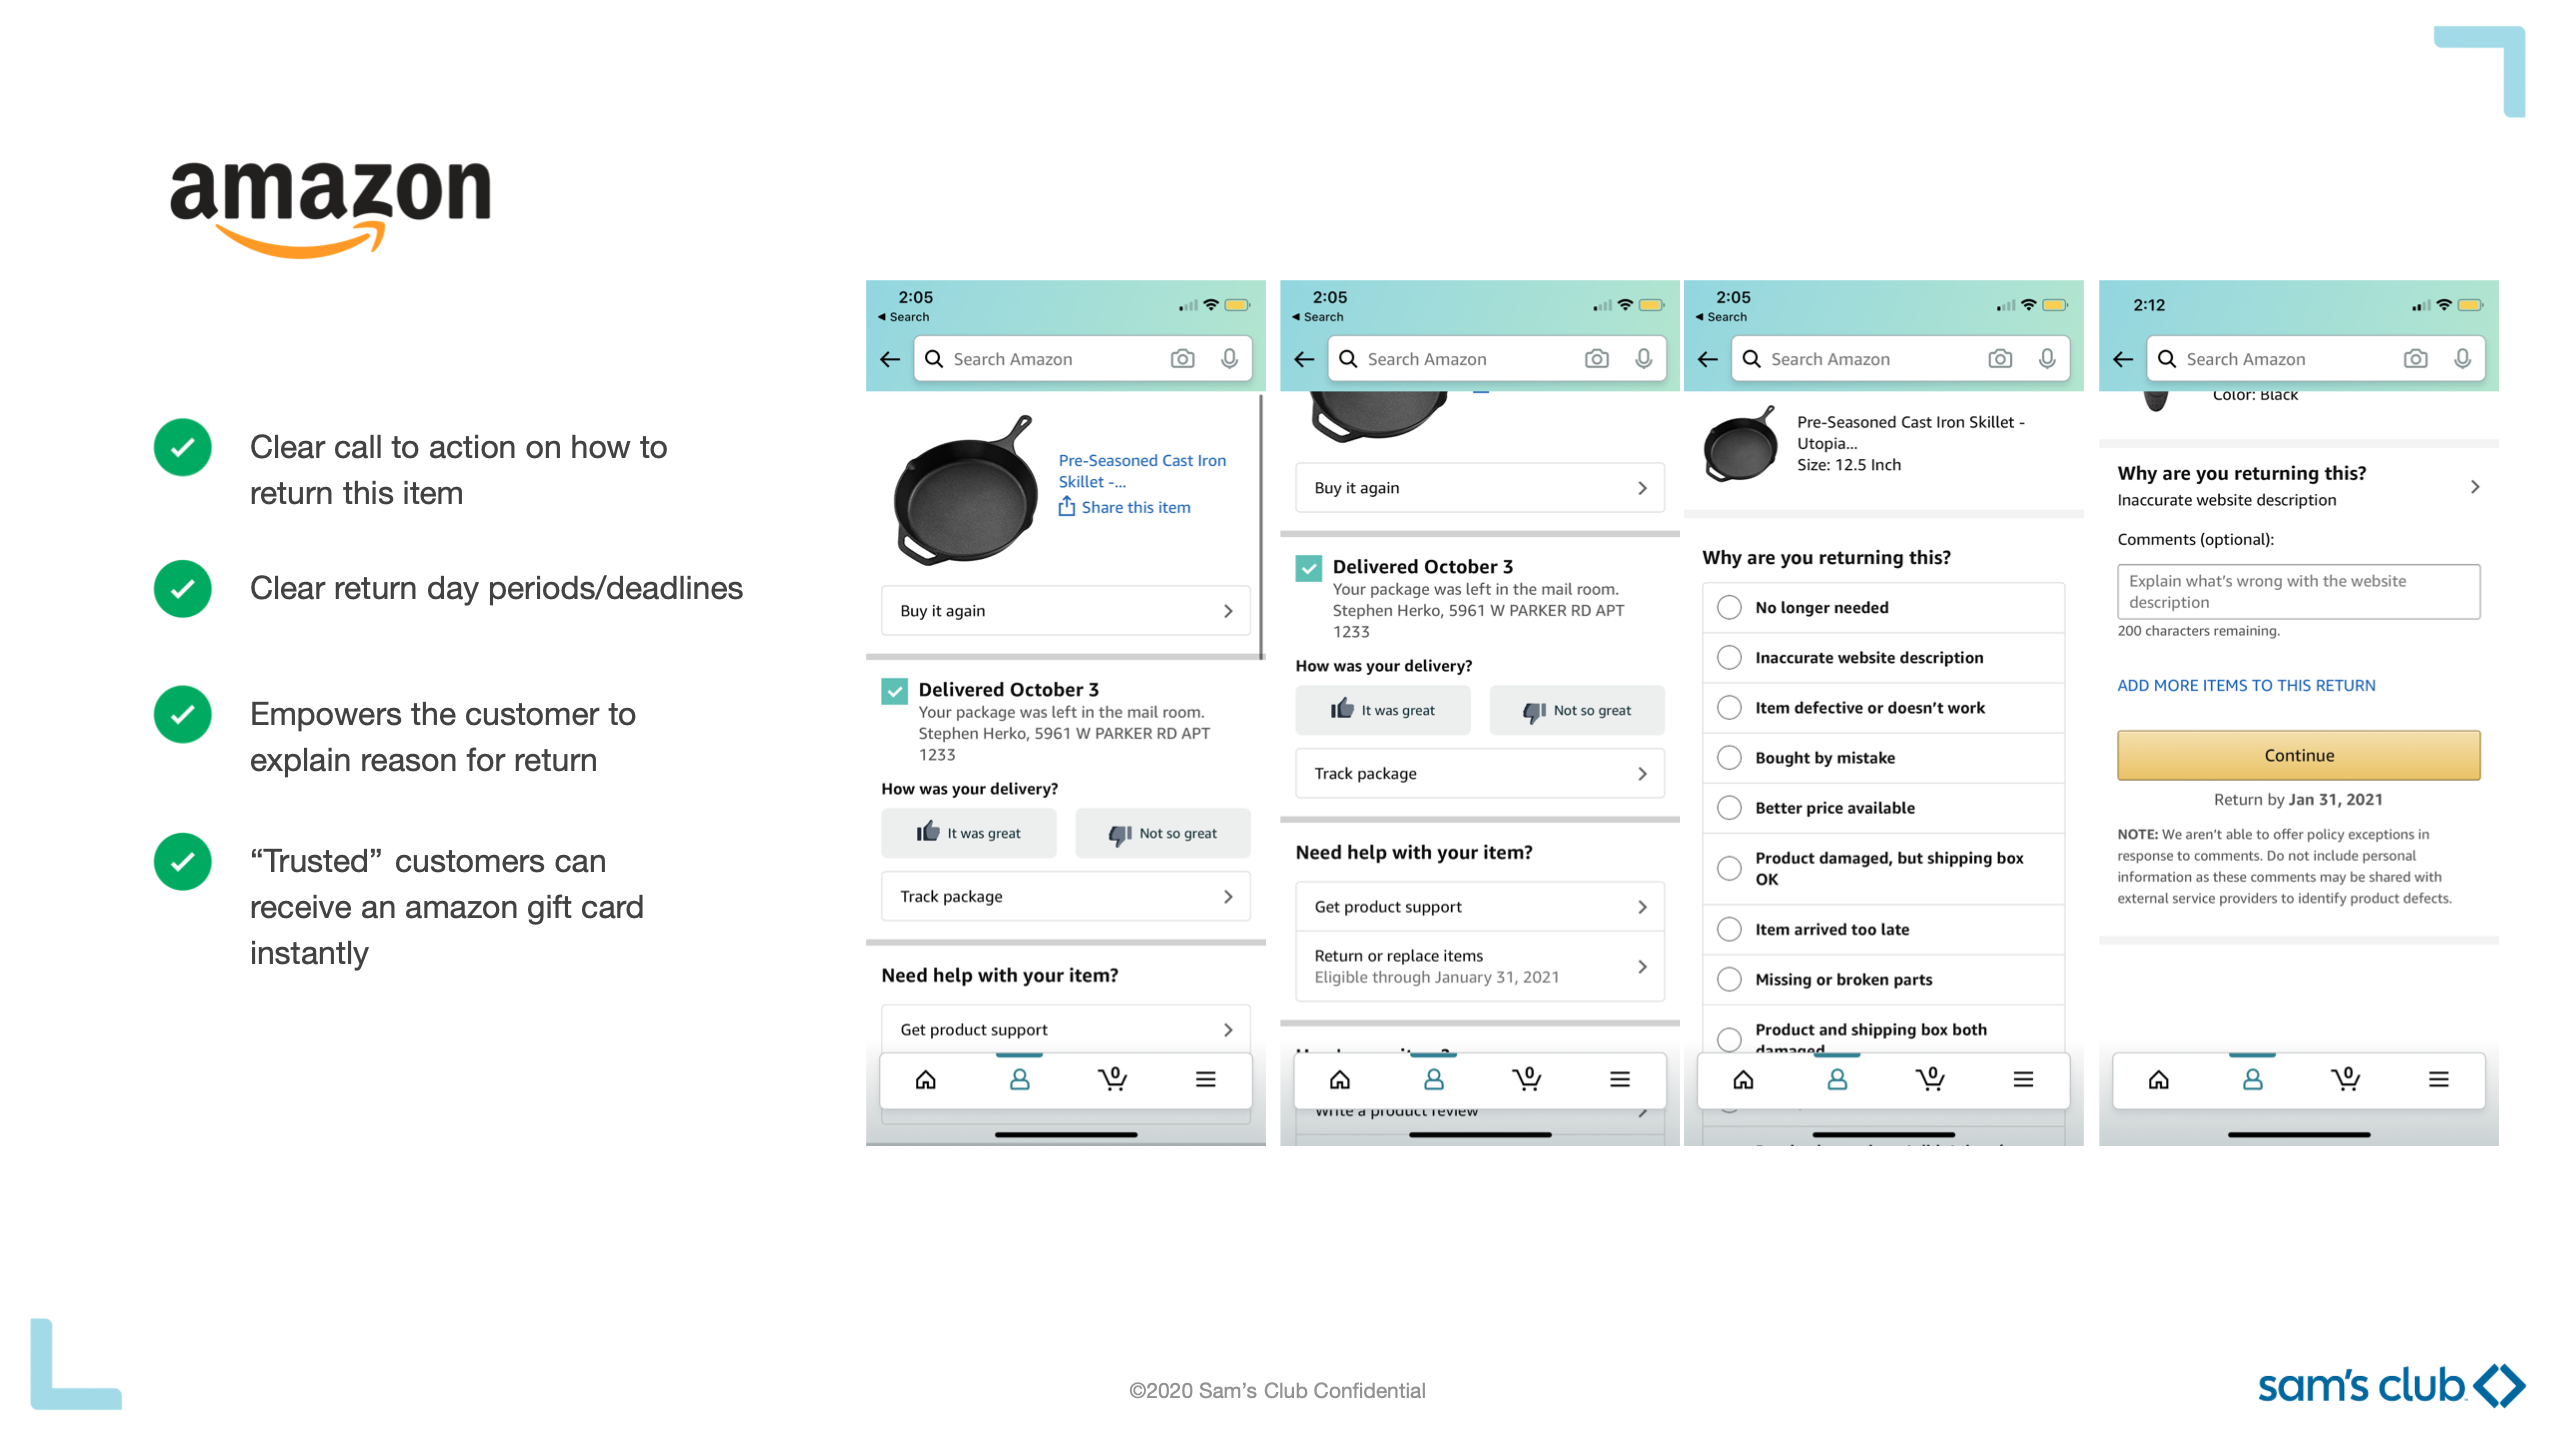 amazon
Clear call to action on how to
return this item
Clear return day periods/deadlines
Empowers the customer to
explain reason for return
“Trusted” customers can
receive an amazon gift card
instantly
2:05
◂ Search
Search Amazon
Pre-Seasoned Cast Iron
Skillet -...
Share this item
Buy it again
Delivered October 3
Your package was left in the mail room.
Stephen Herko, 5961 W PARKER RD APT
1233
How was your delivery?
It was great
Not so great
Track package
Need help with your item?
Get product support
0
2:05
◂ Search
Search Amazon
Buy it again
Delivered October 3
Your package was left in the mail room.
Stephen Herko, 5961 W PARKER RD APT
1233
How was your delivery?
It was great
Not so great
Track package
Need help with your item?
Get product support
Return or replace items
Eligible through January 31, 2021
0
Write a product review
2:05
◂ Search
Search Amazon
Pre-Seasoned Cast Iron Skillet -
Utopia...
Size: 12.5 Inch
Why are you returning this?
No longer needed
Inaccurate website description
Item defective or doesn’t work
Bought by mistake
Better price available
Product damaged, but shipping box
OK
Item arrived too late
Missing or broken parts
Product and shipping box both
damaged
0
2:12
Search Amazon
Color: Black
Why are you returning this?
Inaccurate website description
Comments (optional):
Explain what’s wrong with the website
description
200 characters remaining.
ADD MORE ITEMS TO THIS RETURN
Continue
Return by Jan 31, 2021
NOTE: We aren’t able to offer policy exceptions in
response to comments. Do not include personal
information as these comments may be shared with
external service providers to identify product defects.
0
©2020 Sam’s Club Confidential
sam’s club